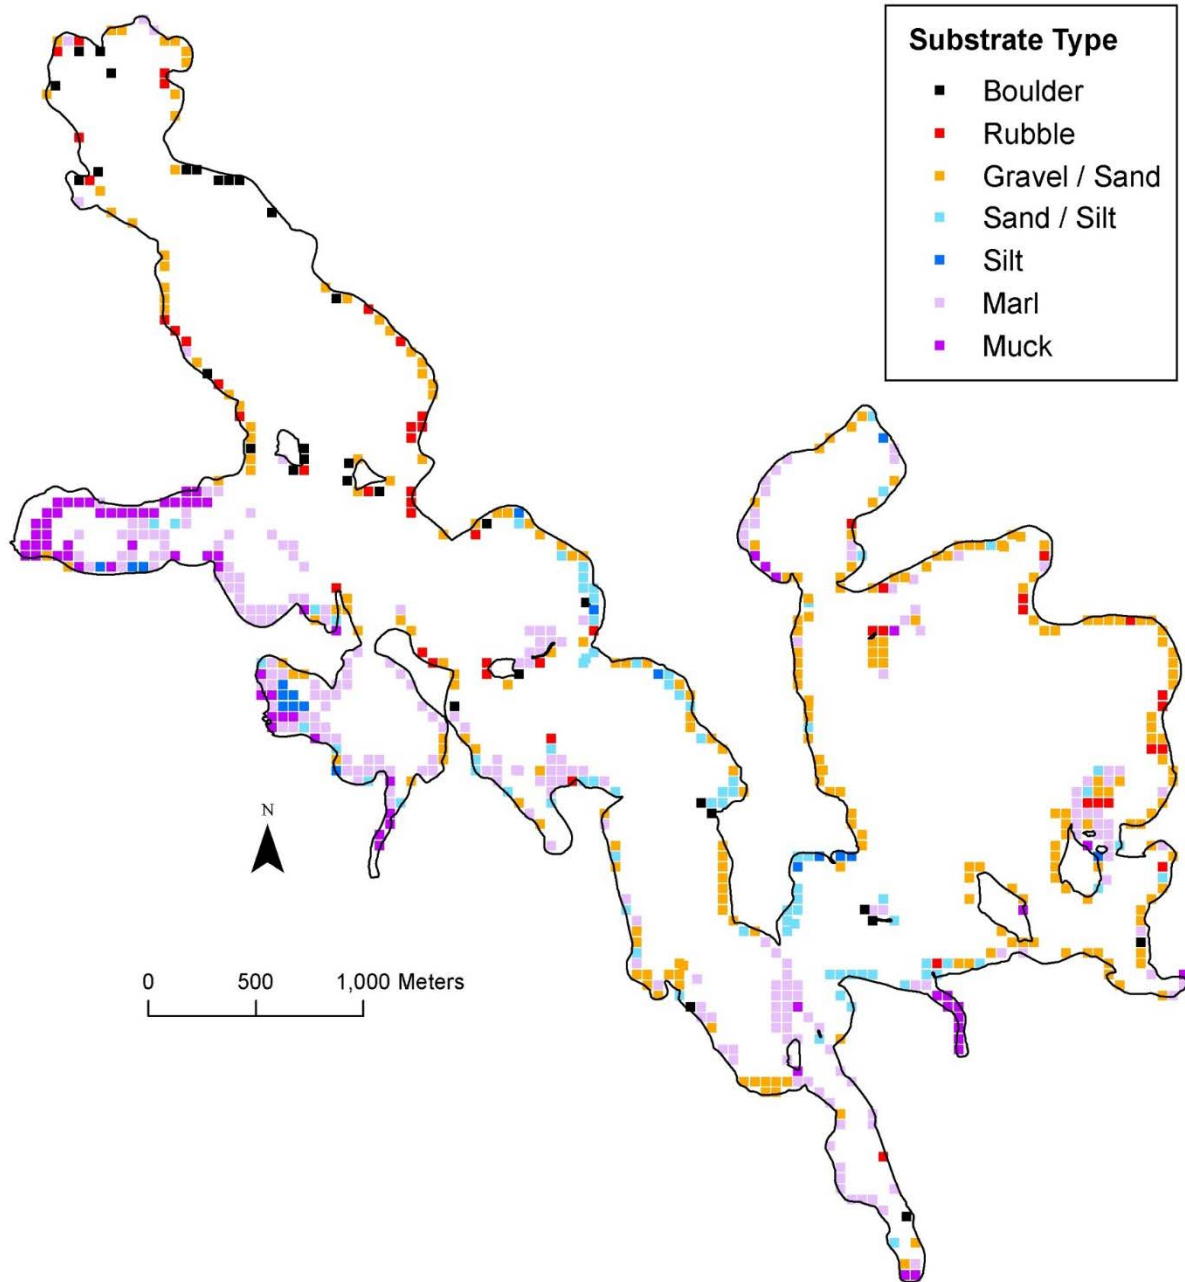 Substrate Type
Boulder
Rubble
Gravel / Sand
Sand / Silt
Silt
Marl
Muck
N
0 500 1,000 Meters